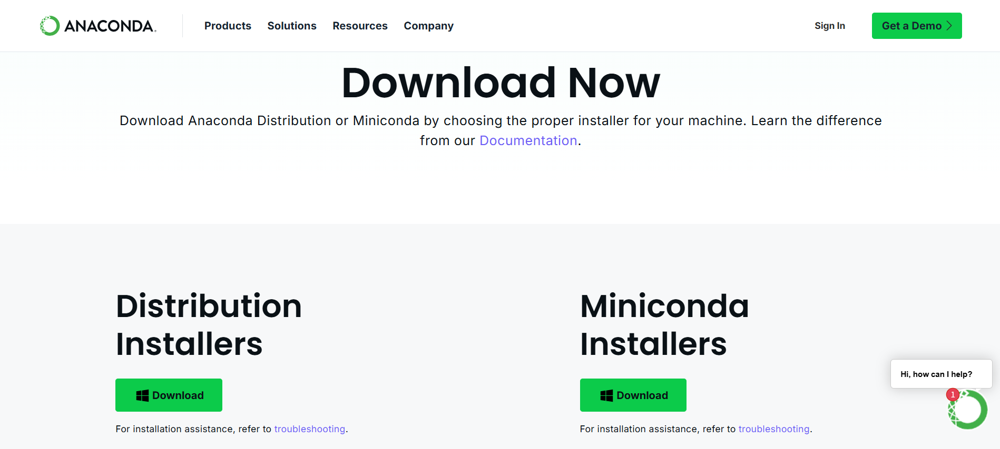 ANACONDA.
Products Solutions Resources Company
Sign In
Get a Demo
Download Now
Download Anaconda Distribution or Miniconda by choosing the proper installer for your machine. Learn the difference
from our Documentation.
Distribution
Installers
Download
For installation assistance, refer to troubleshooting.
Miniconda
Installers
Download
For installation assistance, refer to troubleshooting.
Hi, how can I help?
1